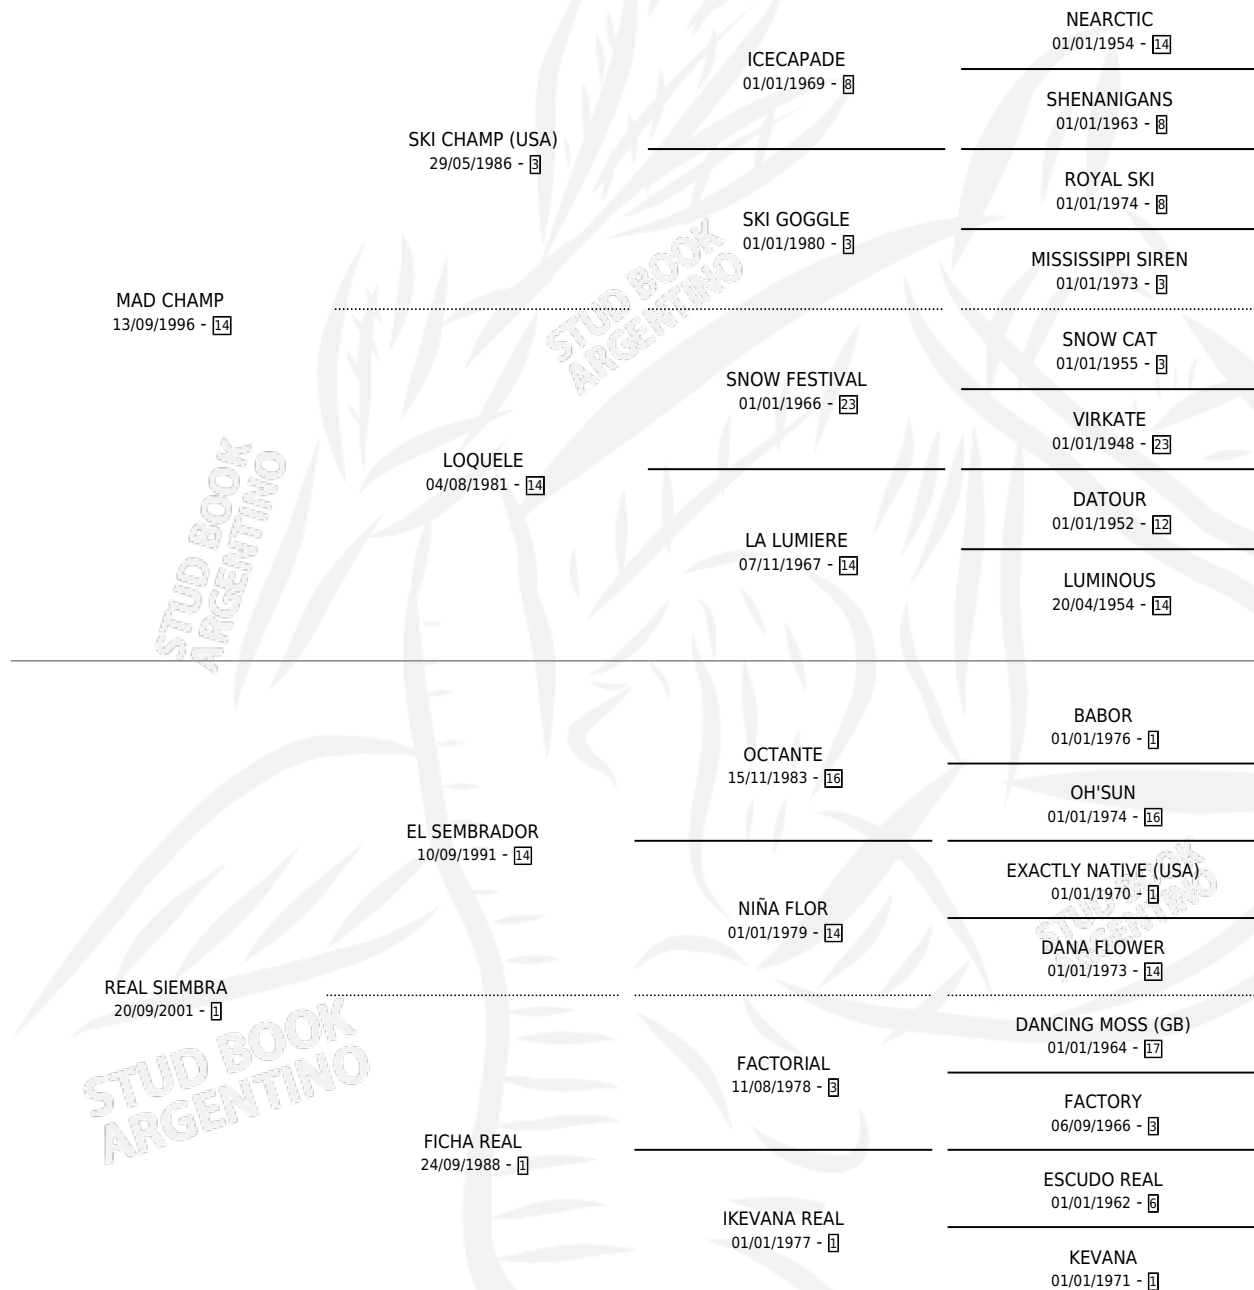 NEARCTIC
01/01/1954 - 14
ICECAPADE
01/01/1969 - 8
SHENANIGANS
01/01/1963 - 8
SKI CHAMP (USA)
29/05/1986 - 3
ROYAL SKI
01/01/1974 - 8
SKI GOGGLE
01/01/1980 - 3
MISSISSIPPI SIREN
01/01/1973 - 3
MAD CHAMP
13/09/1996 - 14
STUD BOOK
ARGENTINO
SNOW CAT
01/01/1955 - 3
SNOW FESTIVAL
01/01/1966 - 23
VIRKATE
01/01/1948 - 23
LOQUELE
04/08/1981 - 14
DATOUR
01/01/1952 - 12
LA LUMIERE
07/11/1967 - 14
LUMINOUS
20/04/1954 - 14
STUD BOOK
ARGENTINO
BABOR
01/01/1976 - 1
OCTANTE
15/11/1983 - 16
OH'SUN
01/01/1974 - 16
EL SEMBRADOR
10/09/1991 - 14
EXACTLY NATIVE (USA)
01/01/1970 - 1
NIÑA FLOR
01/01/1979 - 14
DANA FLOWER
01/01/1973 - 14
STUD BOOK
ARGENTINO
REAL SIEMBRA
20/09/2001 - 1
DANCING MOSS (GB)
01/01/1964 - 17
STUD BOOK
ARGENTINO
FACTORIAL
11/08/1978 - 3
FACTORY
06/09/1966 - 3
FICHA REAL
24/09/1988 - 1
ESCUDO REAL
01/01/1962 - 6
IKEVANA REAL
01/01/1977 - 1
KEVANA
01/01/1971 - 1